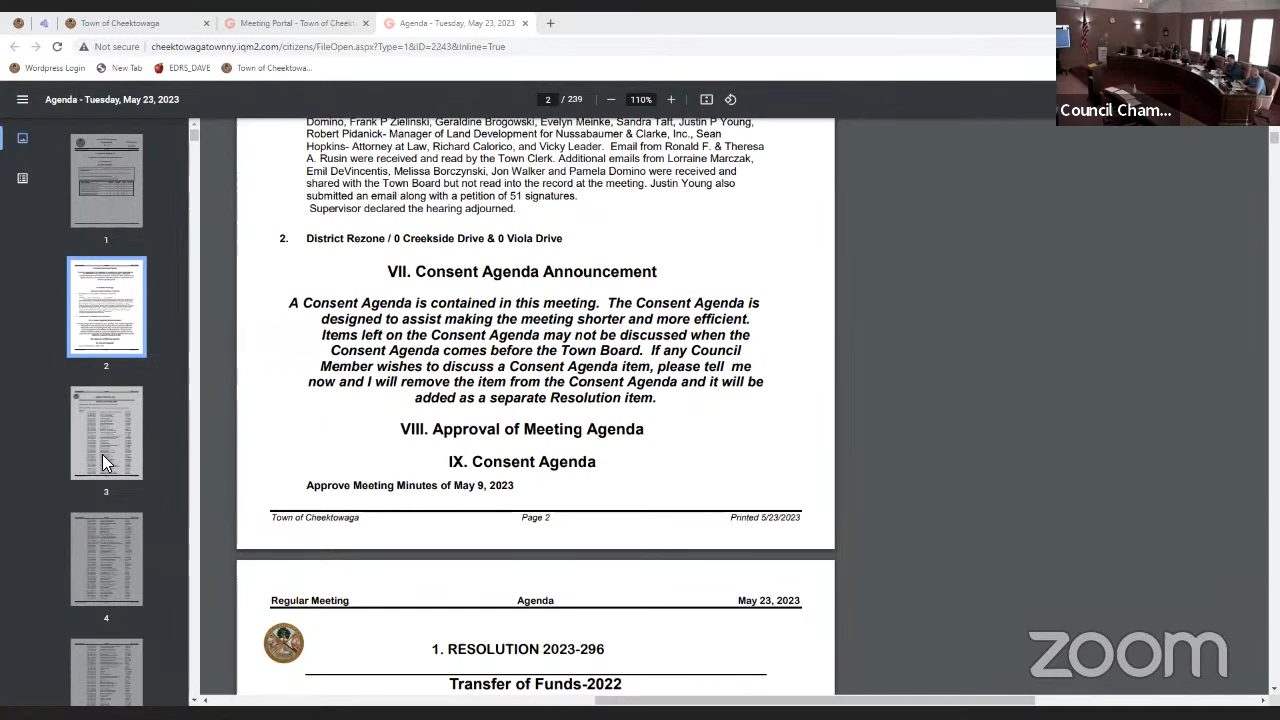 Town of Cheektowaga
Meeting Portal - Town of Cheekt
Agenda - Tuesday, May 23, 2023
Not secure
cheektowagatownny.iqm2.com/citizens/FileOpen.aspx?Type=1&ID=2243&Inline=True
Wordpress Login
New Tab
EDRS_DAVE
Town of Cheektowa...
Council Cham...
Agenda - Tuesday, May 23, 2023
2 / 239
110%
Domino, Frank P Zielinski, Geraldine Brogowski, Evelyn Meinke, Sandra Taft, Justin P Young,
Robert Pidanick- Manager of Land Development for Nussabaumer & Clarke, Inc., Sean
Hopkins- Attorney at Law, Richard Calorico, and Vicky Leader. Email from Ronald F. & Theresa
A. Rusin were received and read by the Town Clerk. Additional emails from Lorraine Marczak,
Emil DeVincentis, Melissa Borczynski, Jon Walker and Pamela Domino were received and
shared with the Town Board but not read into the record at the meeting. Justin Young also
submitted an email along with a petition of 51 signatures.
Supervisor declared the hearing adjourned.
2. District Rezone / 0 Creekside Drive & 0 Viola Drive
VII. Consent Agenda Announcement
A Consent Agenda is contained in this meeting. The Consent Agenda is
designed to assist making the meeting shorter and more efficient.
Items left on the Consent Agenda may not be discussed when the
Consent Agenda comes before the Town Board. If any Council
Member wishes to discuss a Consent Agenda item, please tell me
now and I will remove the item from the Consent Agenda and it will be
added as a separate Resolution item.
VIII. Approval of Meeting Agenda
IX. Consent Agenda
Approve Meeting Minutes of May 9, 2023
Town of Cheektowaga
Page 2
Printed 5/23/2023
Regular Meeting
Agenda
May 23, 2023
1. RESOLUTION 2023-296
Transfer of Funds-2022
1
2
3
4
zoom